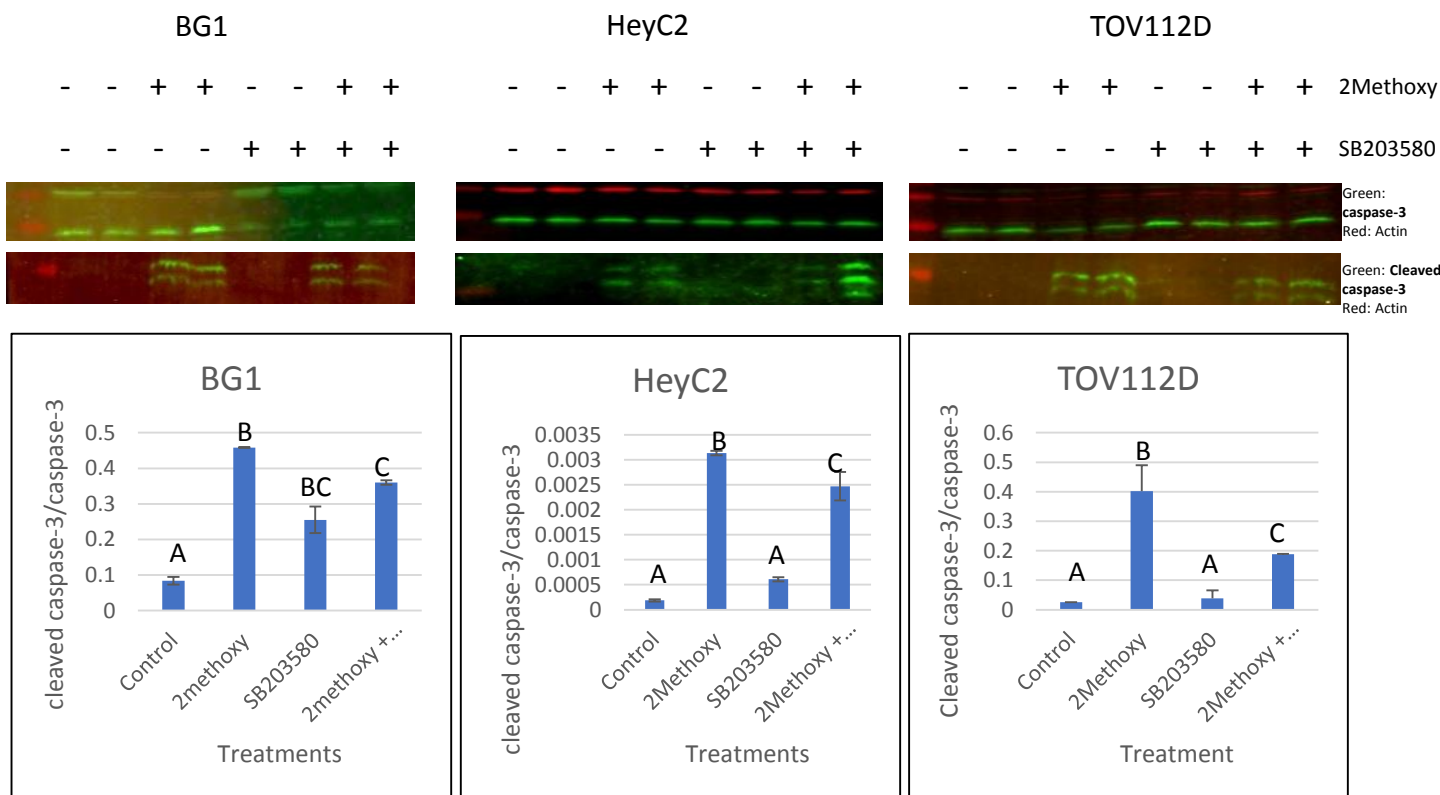 BG1 HeyC2 TOV112D
- - + + - - + + - - + + - - + + - - + + - - + + 2Methoxy
- - - - + + + + - - - - + + + + - - - - + + + + SB203580
Green:
caspase-3
Red: Actin
Green: Cleaved
caspase-3
Red: Actin
BG1
cleaved caspase-3/caspase-3
0.5
0.4
0.3
0.2
0.1
0
A
B
BC
C
Control
2methoxy
SB203580
2methoxy +...
Treatments
HeyC2
cleaved caspase-3/caspase-3
0.0035
0.003
0.0025
0.002
0.0015
0.001
0.0005
0
A
B
A
C
Control
2Methoxy
SB203580
2Methoxy +...
Treatments
TOV112D
Cleaved caspase-3/caspase-3
0.6
0.5
0.4
0.3
0.2
0.1
0
A
B
A
C
Control
2Methoxy
SB203580
2Methoxy +...
Treatment